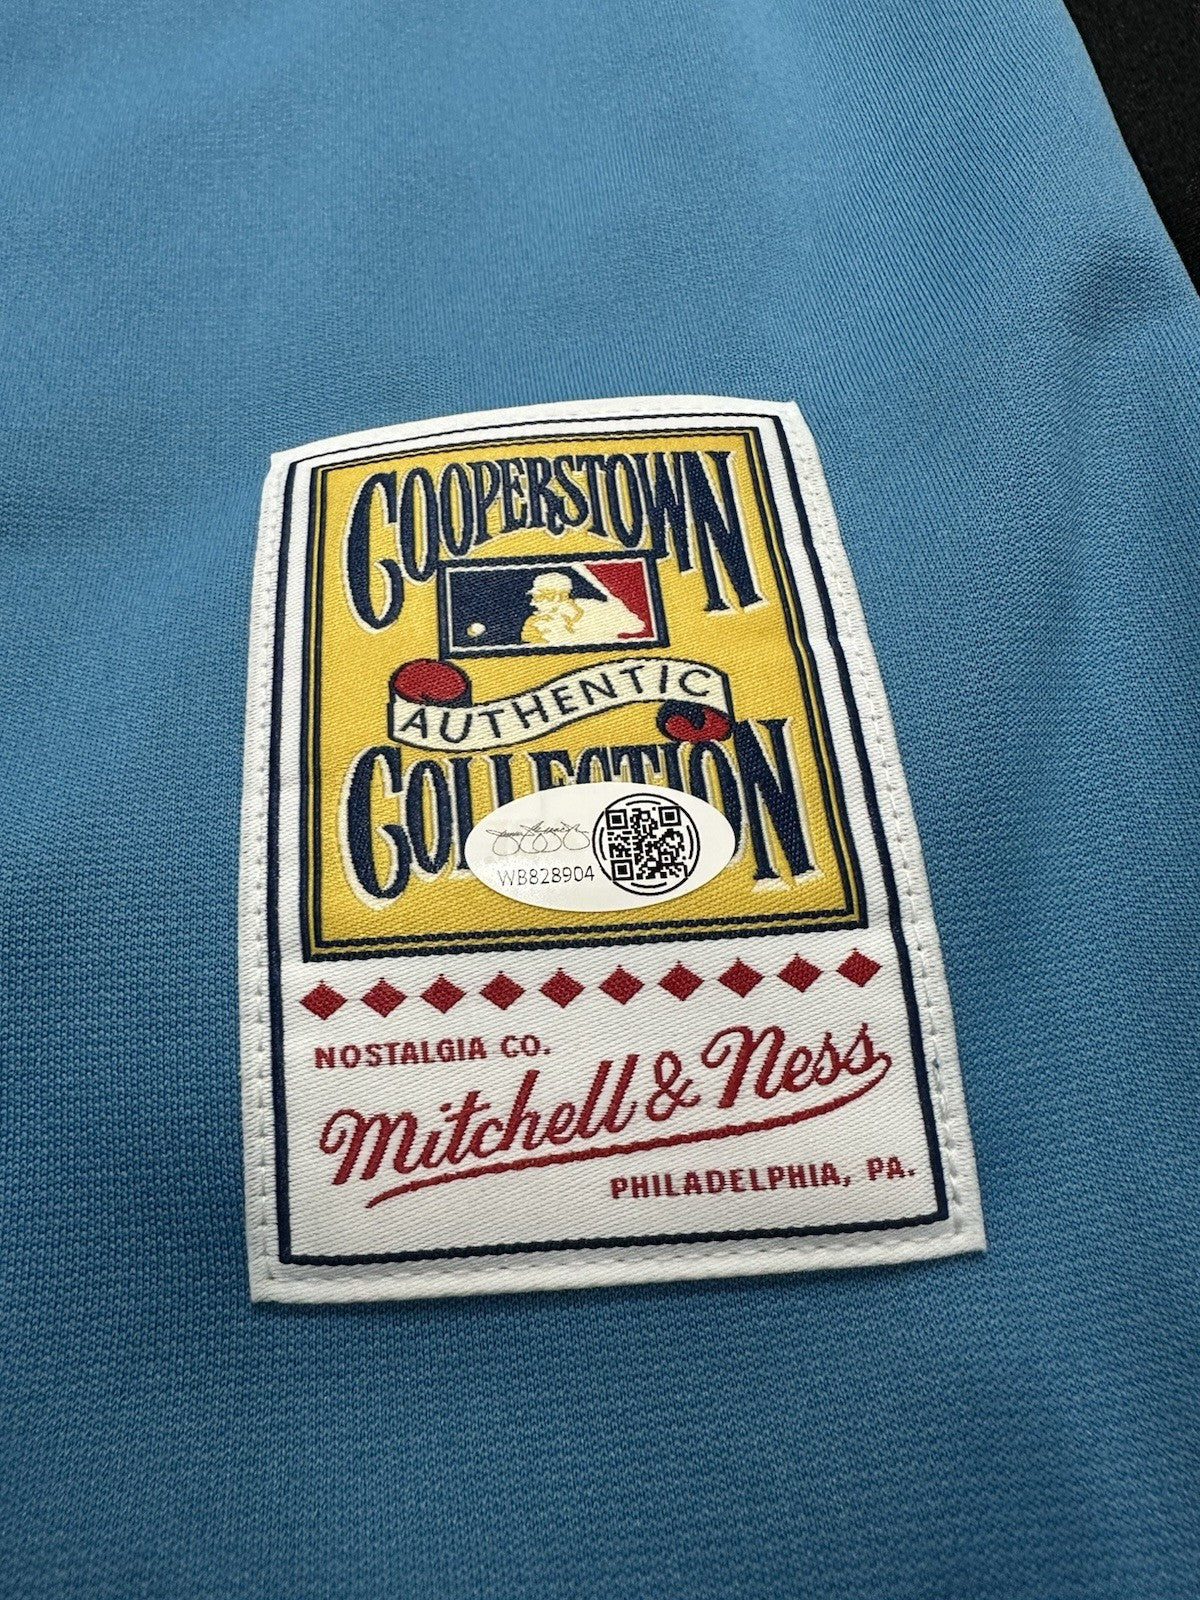 COOPERSTOWN
AUTHENTIC
COLLECTION
WB828904
NOSTALGIA CO.
Mitchell & Ness
PHILADELPHIA, PA.